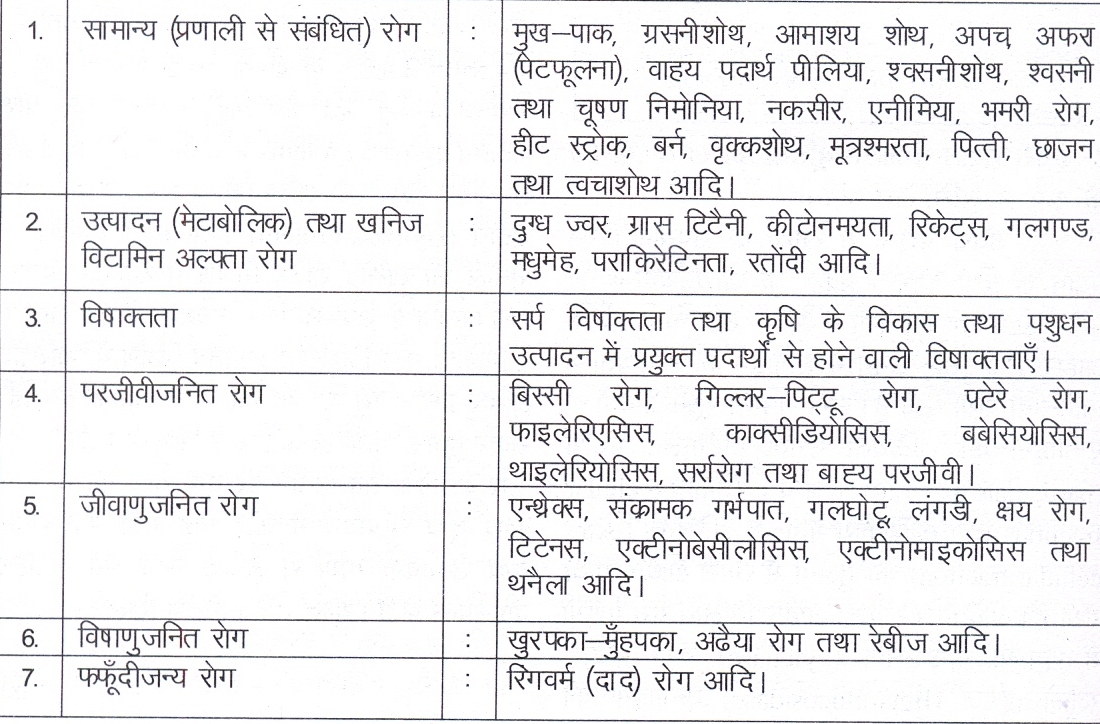 1. सामान्य (प्रणाली से संबंधित) रोग : मुख–पाक, ग्रसनीशोथ, आमाशय शोथ, अपच, अफरा
(पेटफूलना), वाहय पदार्थ पीलिया, श्क्सनीशोथ, श्वसनी
तथा चूषण निमोनिया, नकसीर, एनीमिया, भमरी रोग,
हीट स्ट्रोक, बर्न, वृक्कशोथ, मूत्रश्मरता, पित्ती, छाजन
तथा त्वचाशोथ आदि।
2. उत्पादन (मेटाबोलिक) तथा खनिज : दुग्ध ज्वर, ग्रास टिटैनी, कीटोनमयता, रिकेट्स, गलगण्ड,
विटामिन अल्पता रोग मधुमेह, पराकिरेटिनता, रतोंदी आदि।
3. विषाक्तता : सर्प विषाक्तता तथा कृषि के विकास तथा पशुधन
उत्पादन में प्रयुक्त पदार्थों से होने वाली विषाक्तताएँ।
4. परजीवीजनित रोग : बिस्सी रोग, गिल्लर–पिट्टू रोग, पटेरे रोग,
फाइलेरिएसिस, काक्सीडियोसिस, बबेसियोसिस,
थाइलेरियोसिस, सर्रारोग तथा बाह्य परजीवी।
5. जीवाणुजनित रोग : एन्थ्रेक्स, संक्रामक गर्भपात, गलघोटू, लंगडी, क्षय रोग,
टिटेनस, एक्टीनोबेसीलोसिस, एक्टीनोमाइकोसिस तथा
थनैला आदि।
6. विषाणुजनित रोग : खुरपका–मुँहपका, अढैया रोग तथा रेबीज आदि।
7. फफूँदीजन्य रोग : रिंगवर्म (दाद) रोग आदि।